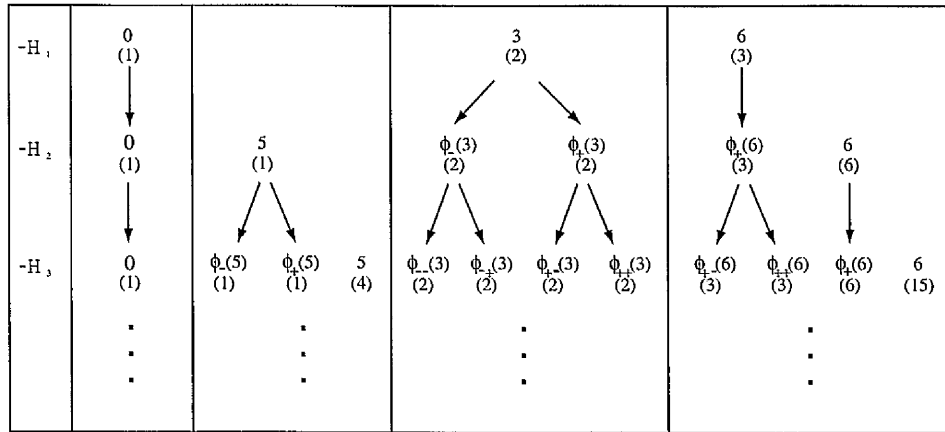 -H₁ 0 3 6
(1) (2) (3)
-H₂ 0 5 ϕ₋(3) ϕ₊(3) ϕ₊(6) 6
(1) (1) (2) (2) (3) (6)
-H₃ 0 ϕ₋(5) ϕ₊(5) 5 ϕ₋₋(3) ϕ₋₊(3) ϕ₊₋(3) ϕ₊₊(3) ϕ₊₋(6) ϕ₊₊(6) ϕ₊(6) 6
(1) (1) (1) (4) (2) (2) (2) (2) (3) (3) (6) (15)